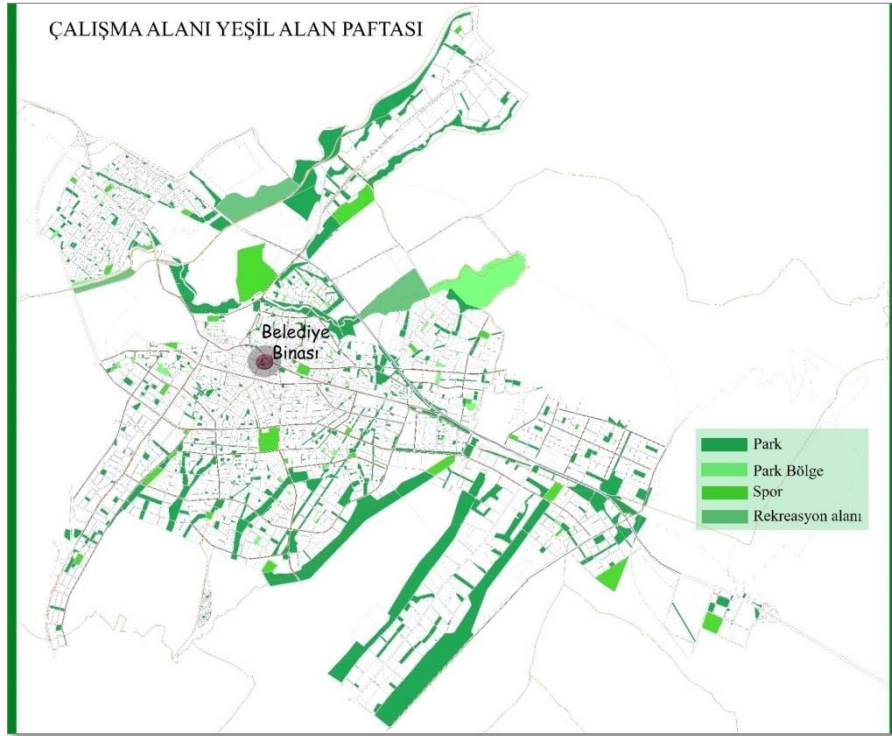 ÇALIŞMA ALANI YEŞİL ALAN PAFTASI
Belediye
Binası
Park
Park Bölge
Spor
Rekreasyon alanı